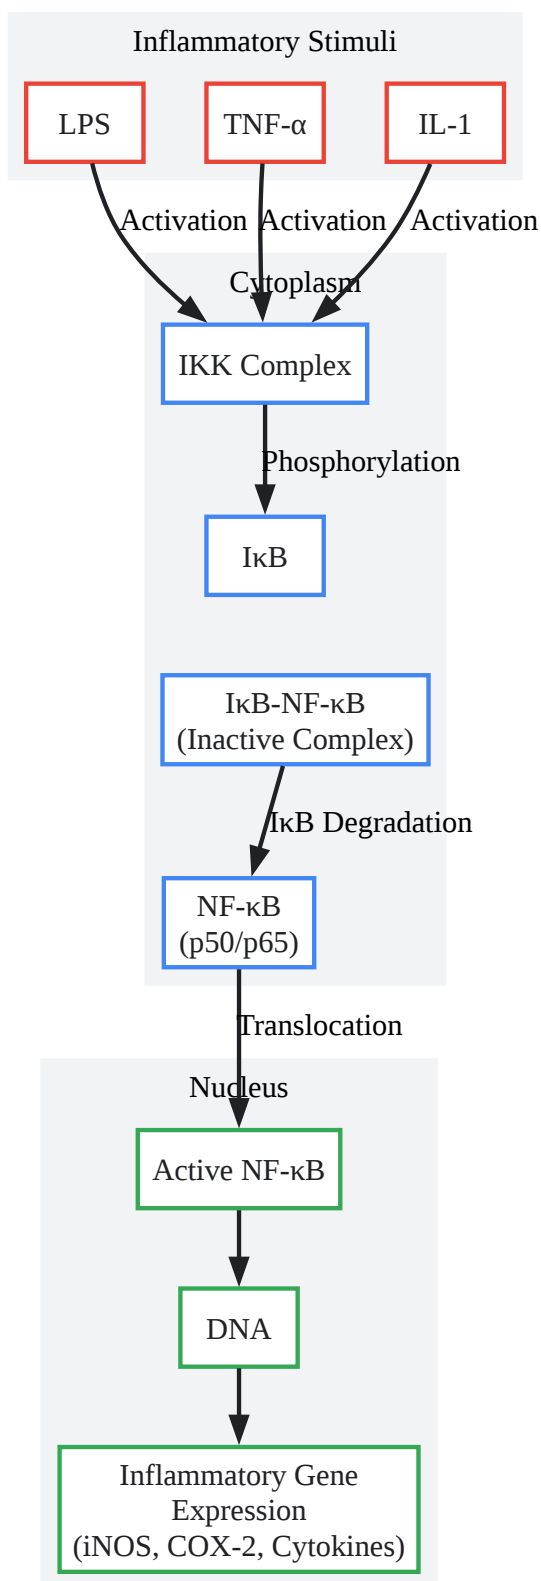 Inflammatory Stimuli
LPS
TNF-α
IL-1
Activation
Activation
Activation
Cytoplasm
IKK Complex
Phosphorylation
IκB
IκB-NF-κB
(Inactive Complex)
IκB Degradation
NF-κB
(p50/p65)
Translocation
Nucleus
Active NF-κB
DNA
Inflammatory Gene
Expression
(iNOS, COX-2, Cytokines)